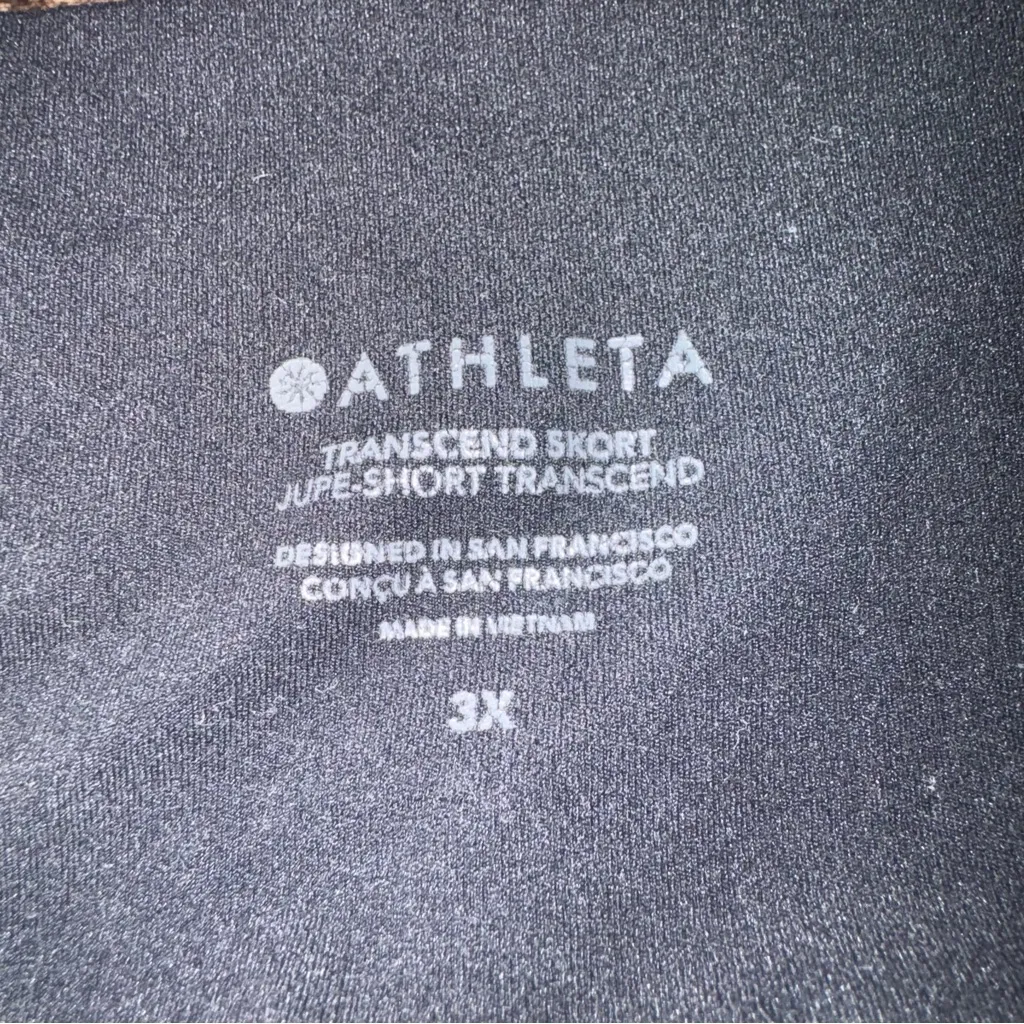 ATHLETA
TRANSCEND SKORT
JUPE-SHORT TRANSCEND
DESIGNED IN SAN FRANCISCO
CONÇU À SAN FRANCISCO
MADE IN VIETNAM
3X